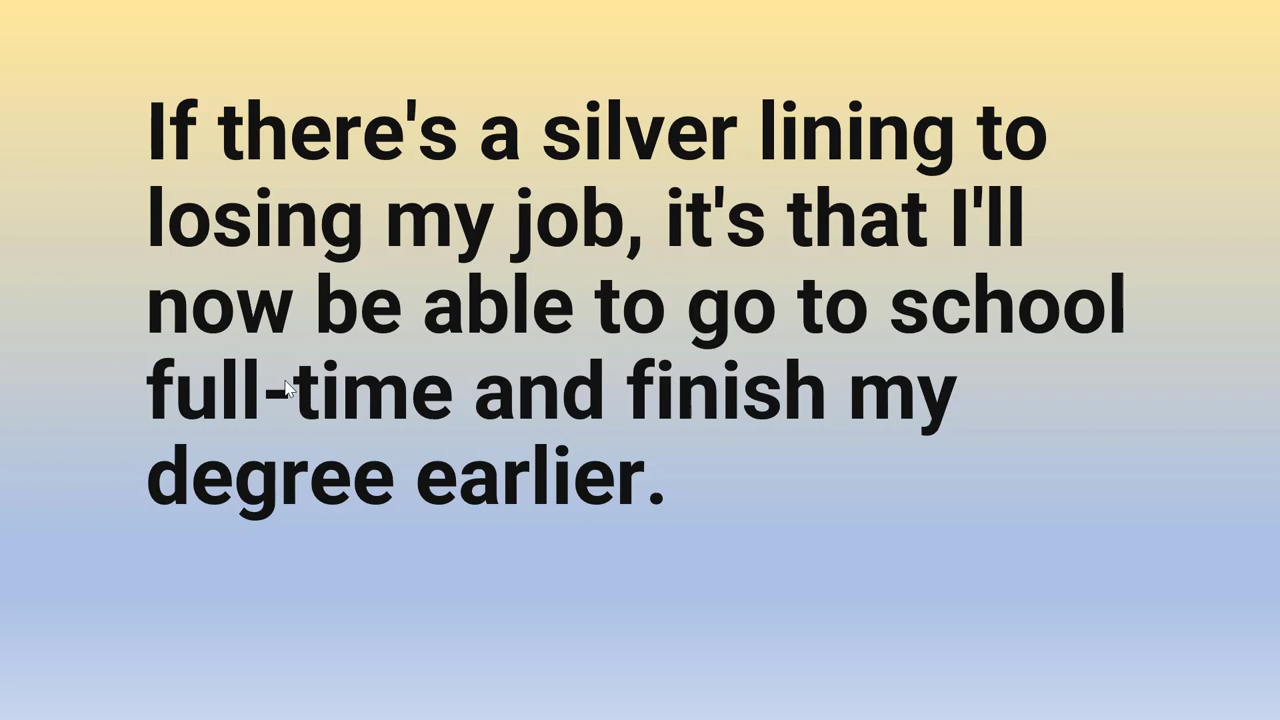 If there's a silver lining to
losing my job, it's that I'll
now be able to go to school
full-time and finish my
degree earlier.